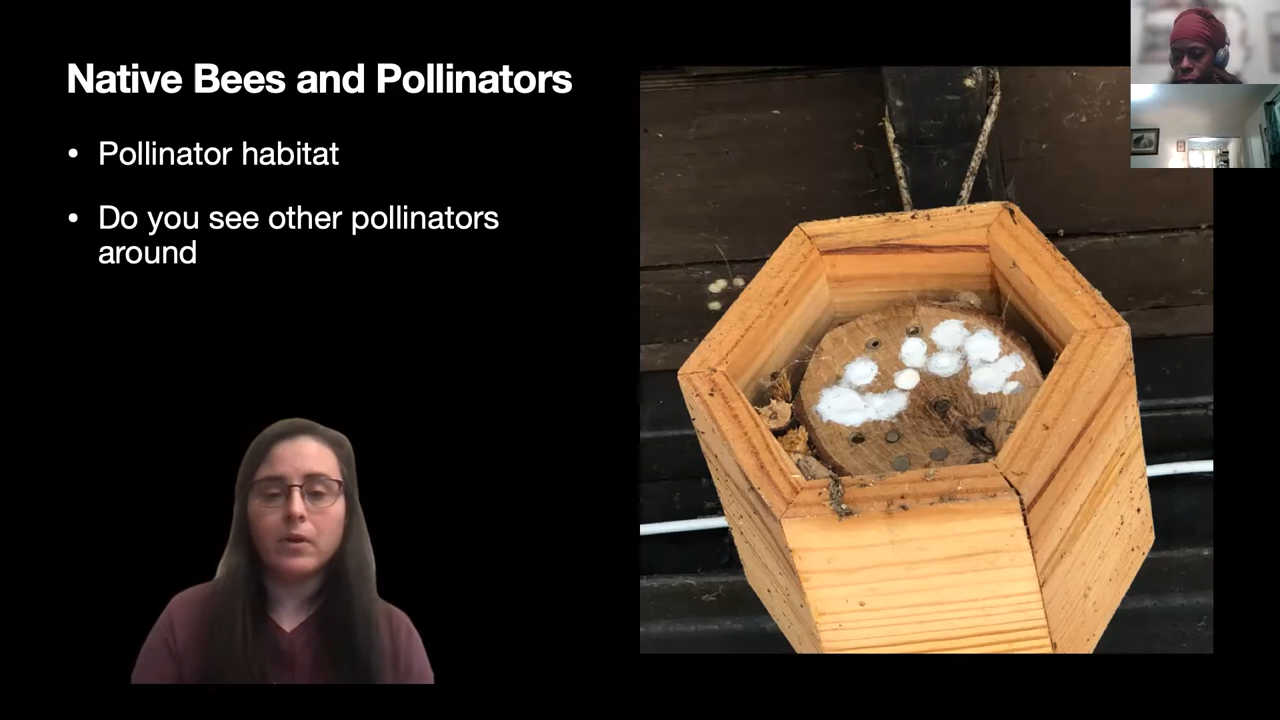 Native Bees and Pollinators
• Pollinator habitat
• Do you see other pollinators
around